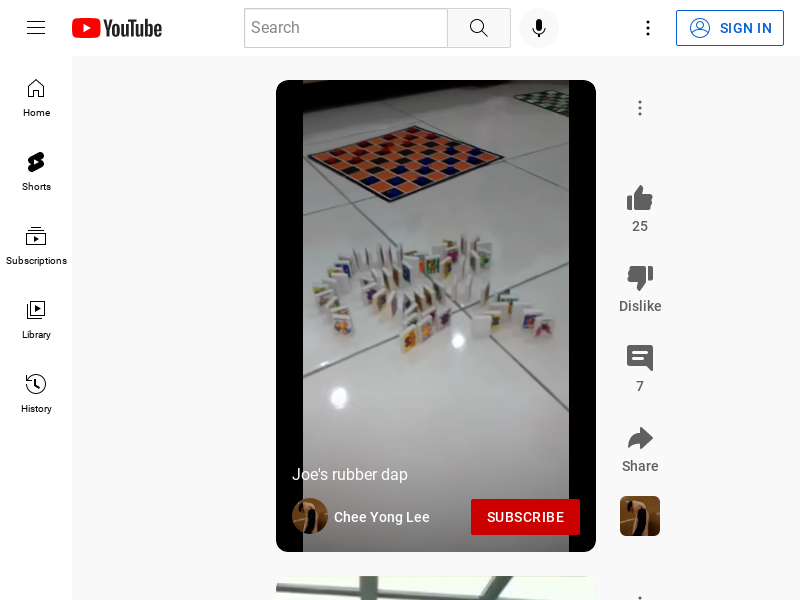 YouTube
Search
SIGN IN
Home
Shorts
Subscriptions
Library
History
25
Dislike
7
Share
Joe's rubber dap
Chee Yong Lee
SUBSCRIBE